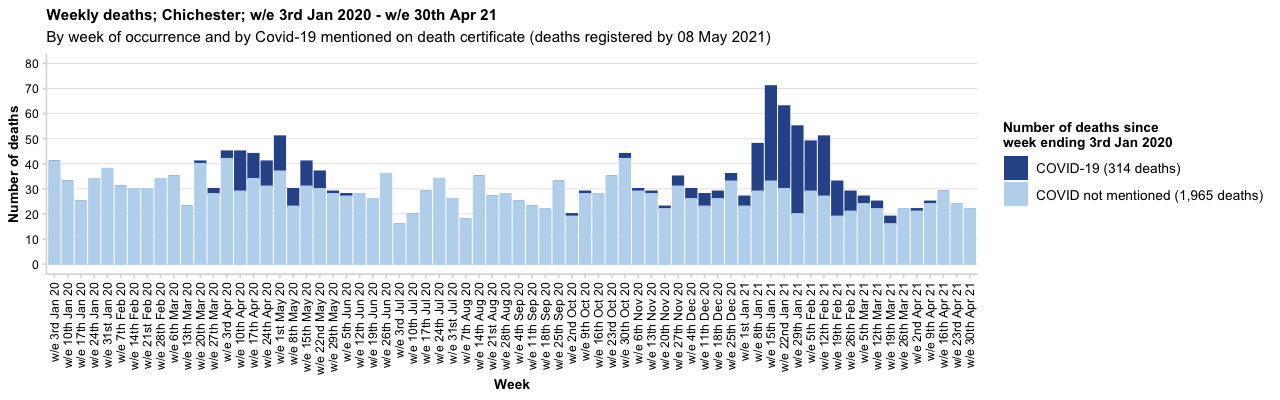 Weekly deaths; Chichester; w/e 3rd Jan 2020 - w/e 30th Apr 21
By week of occurrence and by Covid-19 mentioned on death certificate (deaths registered by 08 May 2021)
Number of deaths
80
70
60
50
40
30
20
10
0
w/e 3rd Jan 20
w/e 10th Jan 20
w/e 17th Jan 20
w/e 24th Jan 20
w/e 31st Jan 20
w/e 7th Feb 20
w/e 14th Feb 20
w/e 21st Feb 20
w/e 28th Feb 20
w/e 6th Mar 20
w/e 13th Mar 20
w/e 20th Mar 20
w/e 27th Mar 20
w/e 3rd Apr 20
w/e 10th Apr 20
w/e 17th Apr 20
w/e 24th Apr 20
w/e 1st May 20
w/e 8th May 20
w/e 15th May 20
w/e 22nd May 20
w/e 29th May 20
w/e 5th Jun 20
w/e 12th Jun 20
w/e 19th Jun 20
w/e 26th Jun 20
w/e 3rd Jul 20
w/e 10th Jul 20
w/e 17th Jul 20
w/e 24th Jul 20
w/e 31st Jul 20
w/e 7th Aug 20
w/e 14th Aug 20
w/e 21st Aug 20
w/e 28th Aug 20
w/e 4th Sep 20
w/e 11th Sep 20
w/e 18th Sep 20
w/e 25th Sep 20
w/e 2nd Oct 20
w/e 9th Oct 20
w/e 16th Oct 20
w/e 23rd Oct 20
w/e 30th Oct 20
w/e 6th Nov 20
w/e 13th Nov 20
w/e 20th Nov 20
w/e 27th Nov 20
w/e 4th Dec 20
w/e 11th Dec 20
w/e 18th Dec 20
w/e 25th Dec 20
w/e 1st Jan 21
w/e 8th Jan 21
w/e 15th Jan 21
w/e 22nd Jan 21
w/e 29th Jan 21
w/e 5th Feb 21
w/e 12th Feb 21
w/e 19th Feb 21
w/e 26th Feb 21
w/e 5th Mar 21
w/e 12th Mar 21
w/e 19th Mar 21
w/e 26th Mar 21
w/e 2nd Apr 21
w/e 9th Apr 21
w/e 16th Apr 21
w/e 23rd Apr 21
w/e 30th Apr 21
Week
Number of deaths since
week ending 3rd Jan 2020
COVID-19 (314 deaths)
COVID not mentioned (1,965 deaths)